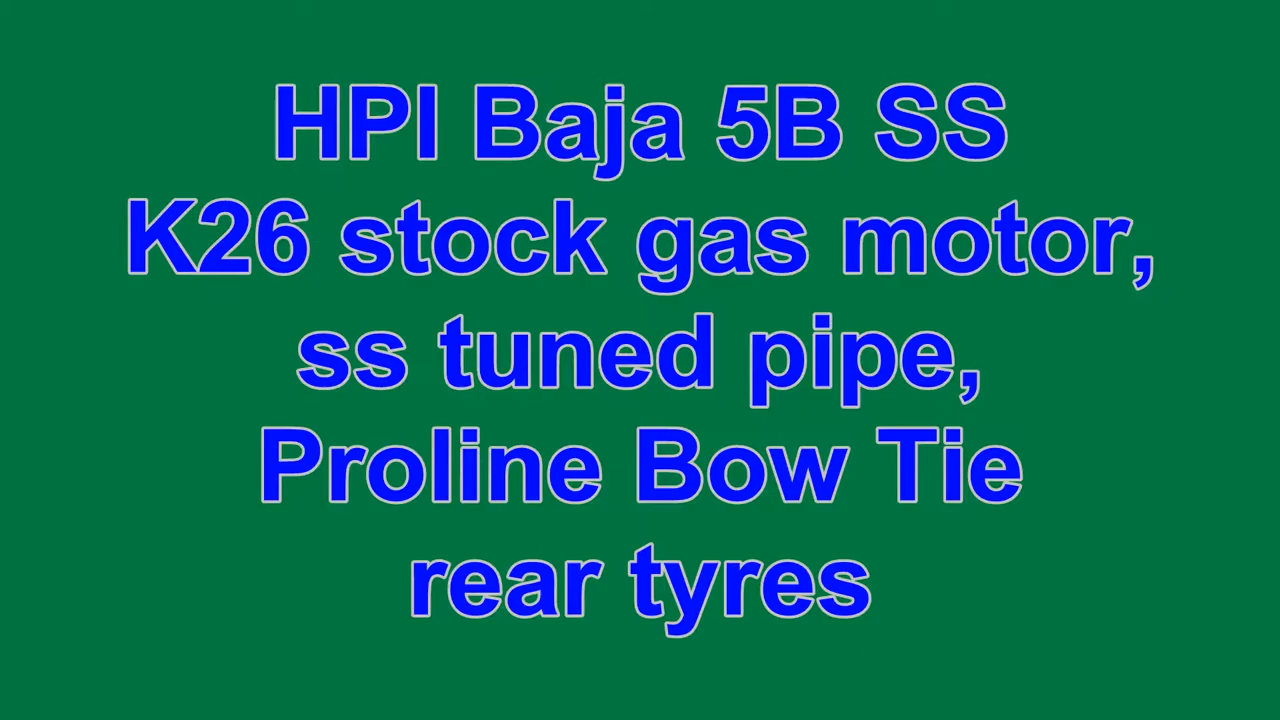 HPI Baja 5B SS
K26 stock gas motor,
ss tuned pipe,
Proline Bow Tie
rear tyres